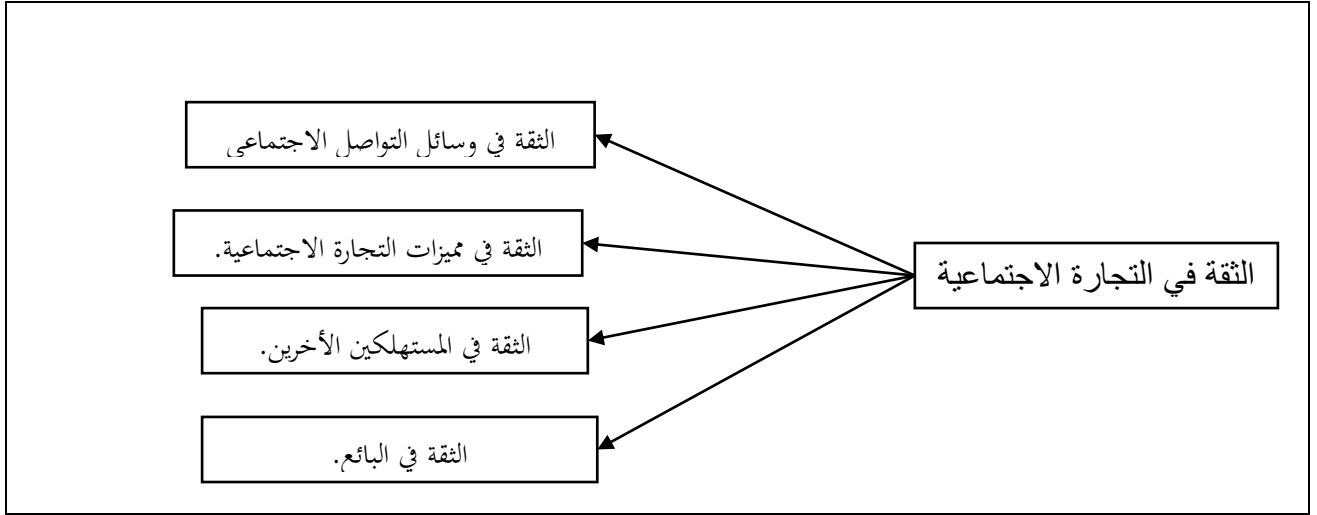 الثقة في التجارة الاجتماعية
الثقة في وسائل التواصل الاجتماعي
الثقة في مميزات التجارة الاجتماعية.
الثقة في المستهلكين الأخرين.
الثقة في البائع.